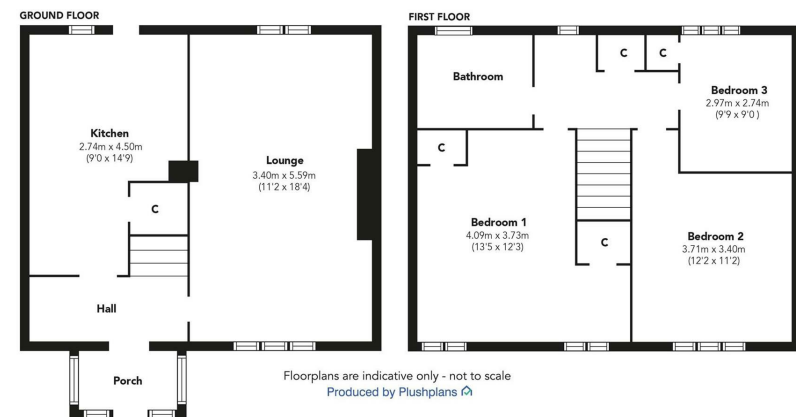 GROUND FLOOR
Kitchen
2.74m x 4.50m
(9'0 x 14'9)
C
Lounge
3.40m x 5.59m
(11'2 x 18'4)
Hall
Porch
FIRST FLOOR
Bathroom
C
C
Bedroom 3
2.97m x 2.74m
(9'9 x 9'0 )
C
Bedroom 1
4.09m x 3.73m
(13'5 x 12'3)
C
Bedroom 2
3.71m x 3.40m
(12'2 x 11'2)
Floorplans are indicative only - not to scale
Produced by Plushplans